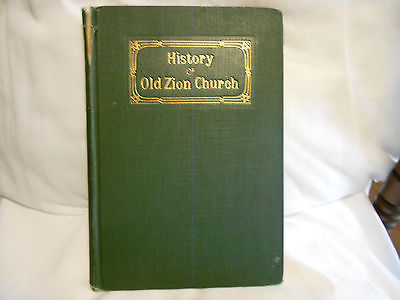 History
of
Old Zion Church